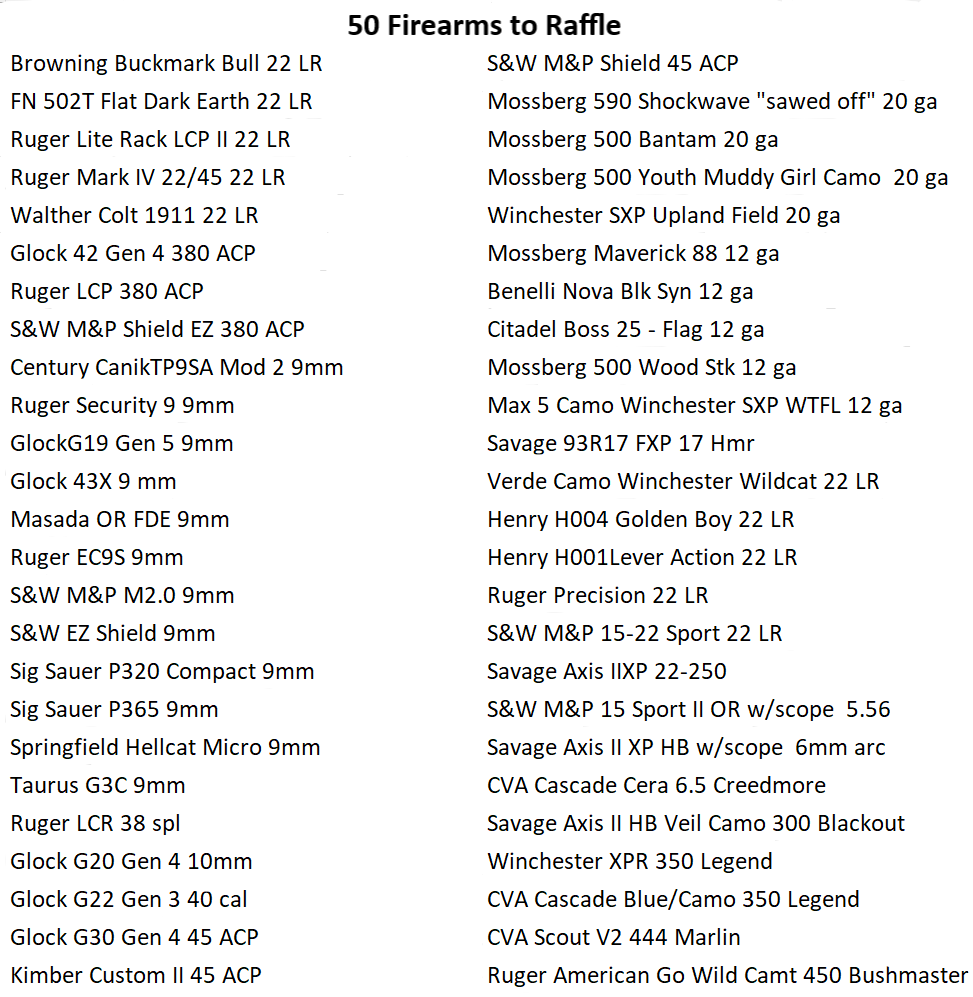 50 Firearms to Raffle
Browning Buckmark Bull 22 LR
FN 502T Flat Dark Earth 22 LR
Ruger Lite Rack LCP II 22 LR
Ruger Mark IV 22/45 22 LR
Walther Colt 1911 22 LR
Glock 42 Gen 4 380 ACP
Ruger LCP 380 ACP
S&W M&P Shield EZ 380 ACP
Century CanikTP9SA Mod 2 9mm
Ruger Security 9 9mm
GlockG19 Gen 5 9mm
Glock 43X 9 mm
Masada OR FDE 9mm
Ruger EC9S 9mm
S&W M&P M2.0 9mm
S&W EZ Shield 9mm
Sig Sauer P320 Compact 9mm
Sig Sauer P365 9mm
Springfield Hellcat Micro 9mm
Taurus G3C 9mm
Ruger LCR 38 spl
Glock G20 Gen 4 10mm
Glock G22 Gen 3 40 cal
Glock G30 Gen 4 45 ACP
Kimber Custom II 45 ACP
S&W M&P Shield 45 ACP
Mossberg 590 Shockwave "sawed off" 20 ga
Mossberg 500 Bantam 20 ga
Mossberg 500 Youth Muddy Girl Camo  20 ga
Winchester SXP Upland Field 20 ga
Mossberg Maverick 88 12 ga
Benelli Nova Blk Syn 12 ga
Citadel Boss 25 - Flag 12 ga
Mossberg 500 Wood Stk 12 ga
Max 5 Camo Winchester SXP WTFL 12 ga
Savage 93R17 FXP 17 Hmr
Verde Camo Winchester Wildcat 22 LR
Henry H004 Golden Boy 22 LR
Henry H001Lever Action 22 LR
Ruger Precision 22 LR
S&W M&P 15-22 Sport 22 LR
Savage Axis IIXP 22-250
S&W M&P 15 Sport II OR w/scope  5.56
Savage Axis II XP HB w/scope  6mm arc
CVA Cascade Cera 6.5 Creedmore
Savage Axis II HB Veil Camo 300 Blackout
Winchester XPR 350 Legend
CVA Cascade Blue/Camo 350 Legend
CVA Scout V2 444 Marlin
Ruger American Go Wild Camt 450 Bushmaster